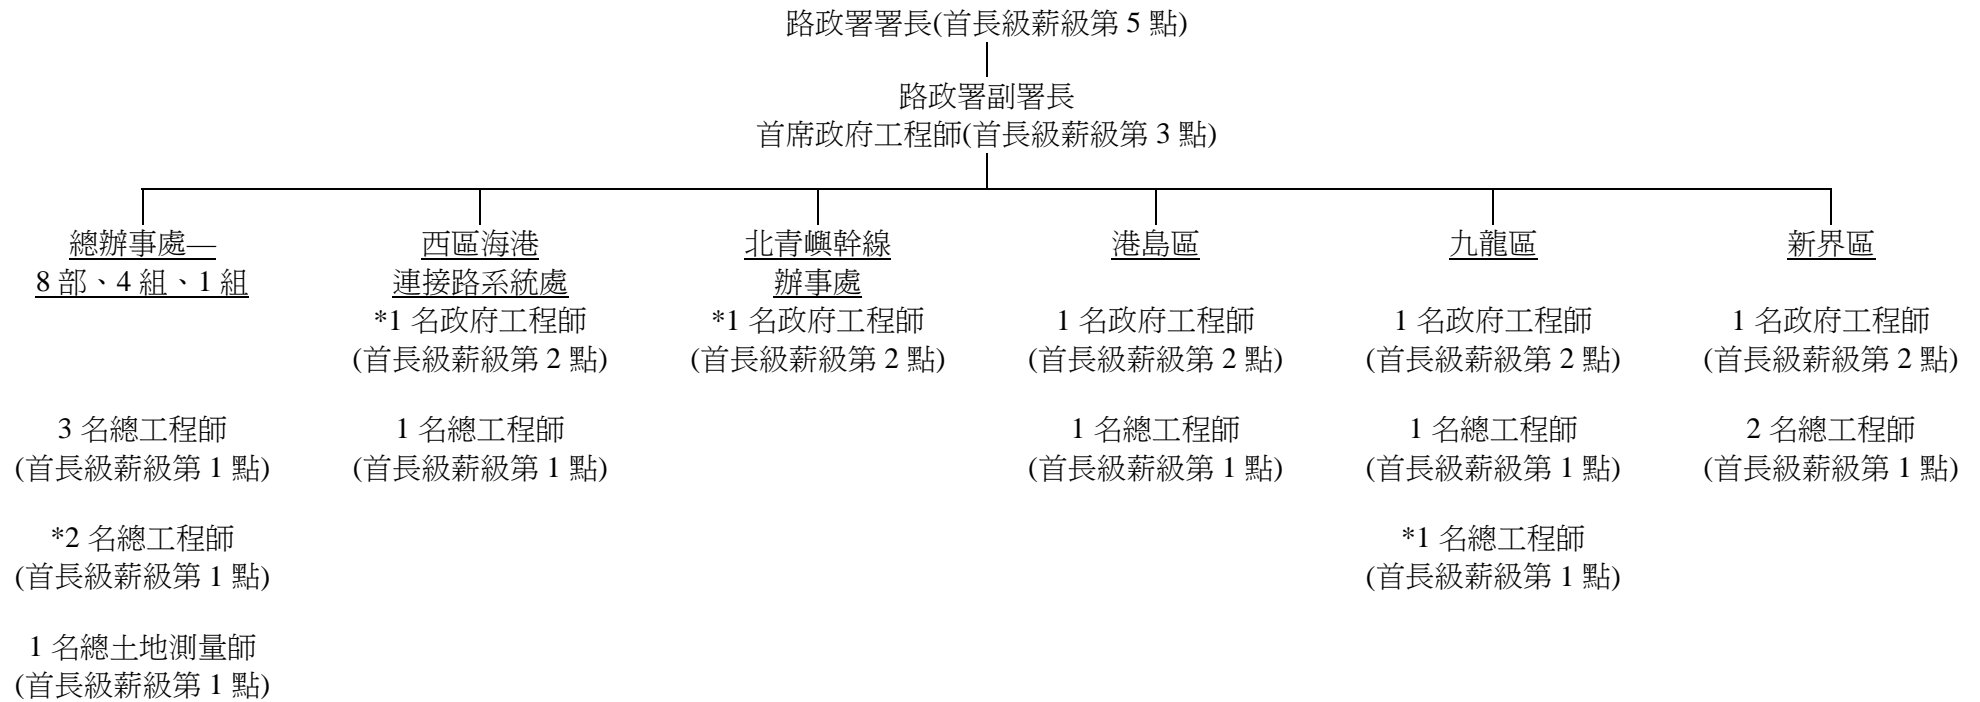 路政署署長(首長級薪級第 5 點)
路政署副署長
首席政府工程師(首長級薪級第 3 點)
總辦事處—
8 部、4 組、1 組
西區海港
連接路系統處
北青嶼幹線
辦事處
港島區
九龍區
新界區
*1 名政府工程師
(首長級薪級第 2 點)
*1 名政府工程師
(首長級薪級第 2 點)
1 名政府工程師
(首長級薪級第 2 點)
1 名政府工程師
(首長級薪級第 2 點)
1 名政府工程師
(首長級薪級第 2 點)
3 名總工程師
(首長級薪級第 1 點)
1 名總工程師
(首長級薪級第 1 點)
1 名總工程師
(首長級薪級第 1 點)
1 名總工程師
(首長級薪級第 1 點)
2 名總工程師
(首長級薪級第 1 點)
*2 名總工程師
(首長級薪級第 1 點)
*1 名總工程師
(首長級薪級第 1 點)
1 名總土地測量師
(首長級薪級第 1 點)